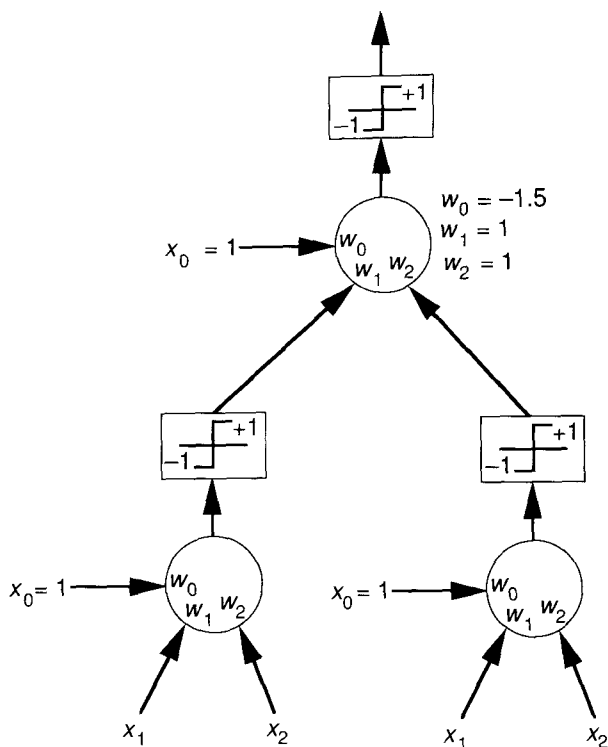 +1
−1
w0 = −1.5
w1 = 1
w2 = 1
x0 = 1
w0
w1 w2
+1
−1
+1
−1
x0 = 1
w0
w1 w2
x0 = 1
w0
w1 w2
x1 x2
x1 x2